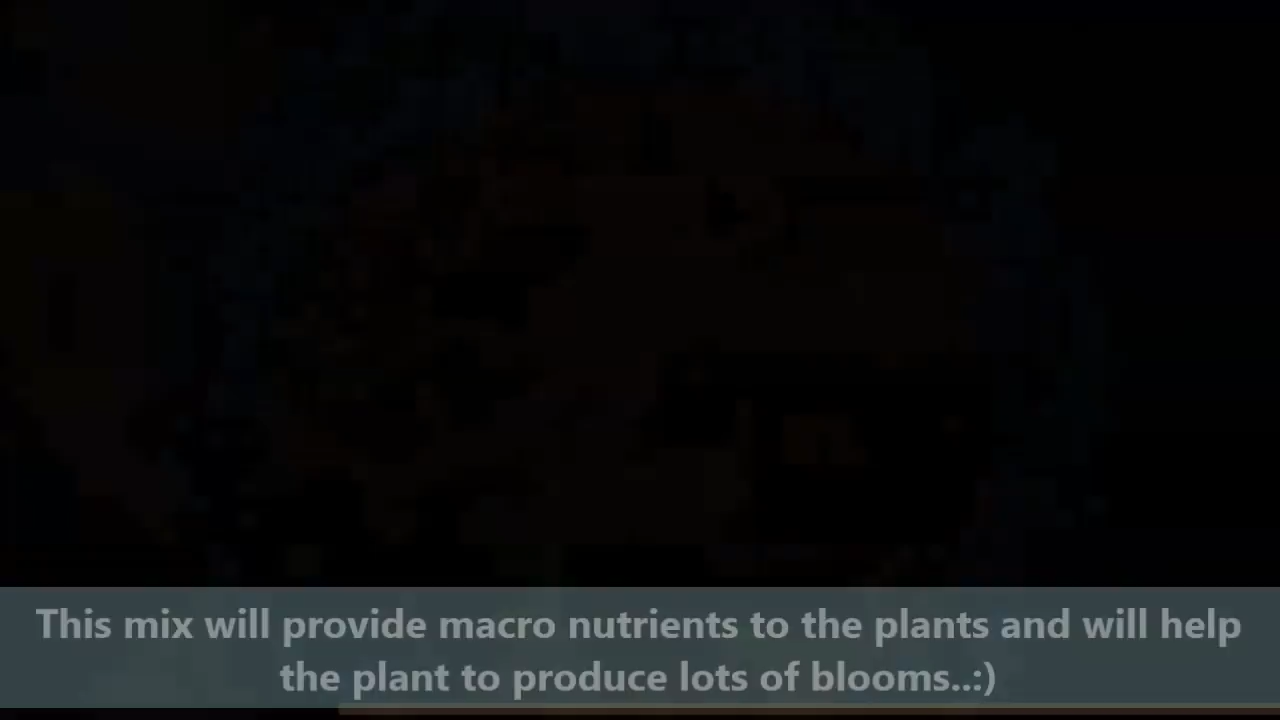 This mix will provide macro nutrients to the plants and will help
the plant to produce lots of blooms..:)